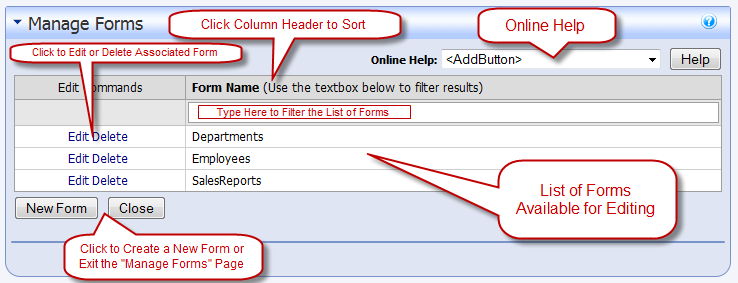 Manage Forms
Click Column Header to Sort
Online Help
Click to Edit or Delete Associated Form
Online Help: <AddButton> Help
Edit Commands Form Name (Use the textbox below to filter results)
Type Here to Filter the List of Forms
Edit Delete Departments
Edit Delete Employees
Edit Delete SalesReports
List of Forms
Available for Editing
New Form Close
Click to Create a New Form or
Exit the "Manage Forms" Page